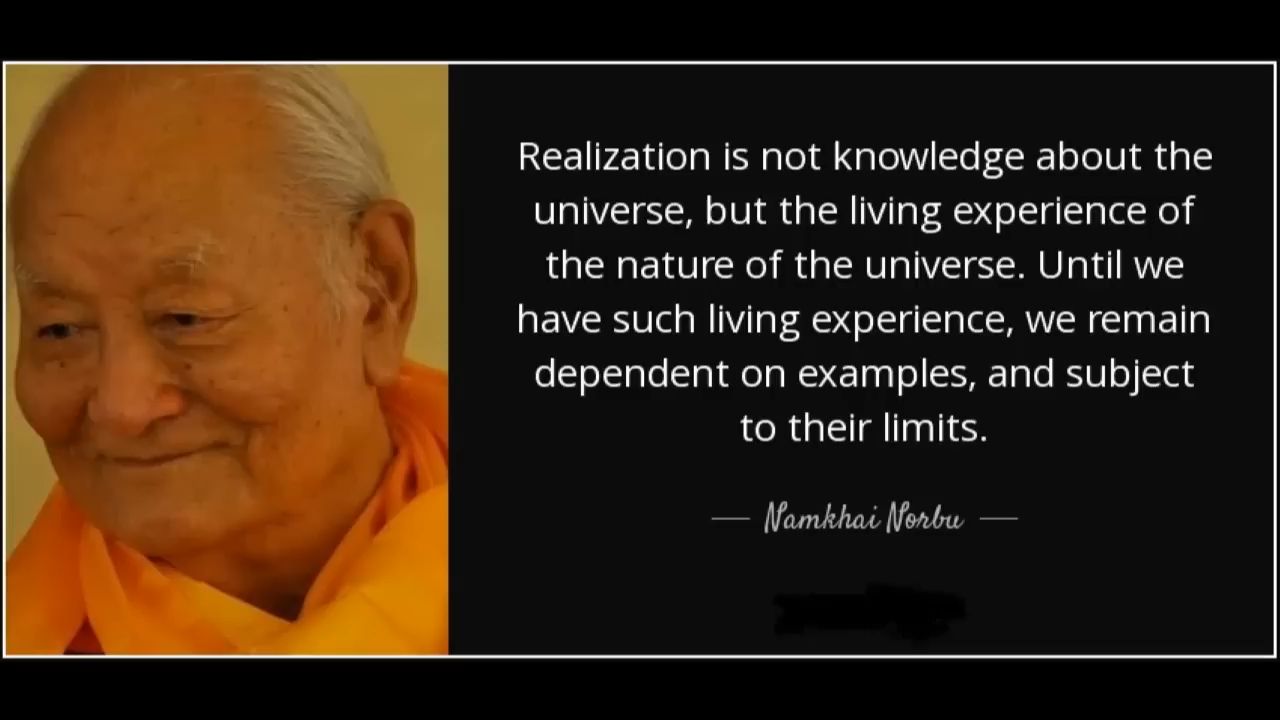 Realization is not knowledge about the
universe, but the living experience of
the nature of the universe. Until we
have such living experience, we remain
dependent on examples, and subject
to their limits.
Namkhai Norbu